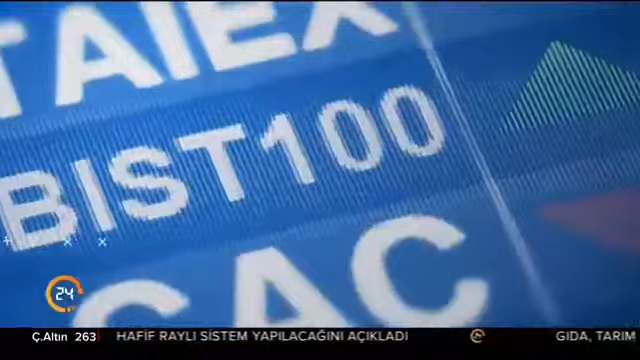 TAIEX
BIST100
CAC
24
Ç.Altın 263 HAFİF RAYLI SİSTEM YAPILACAĞINI AÇIKLADI GIDA, TARIM